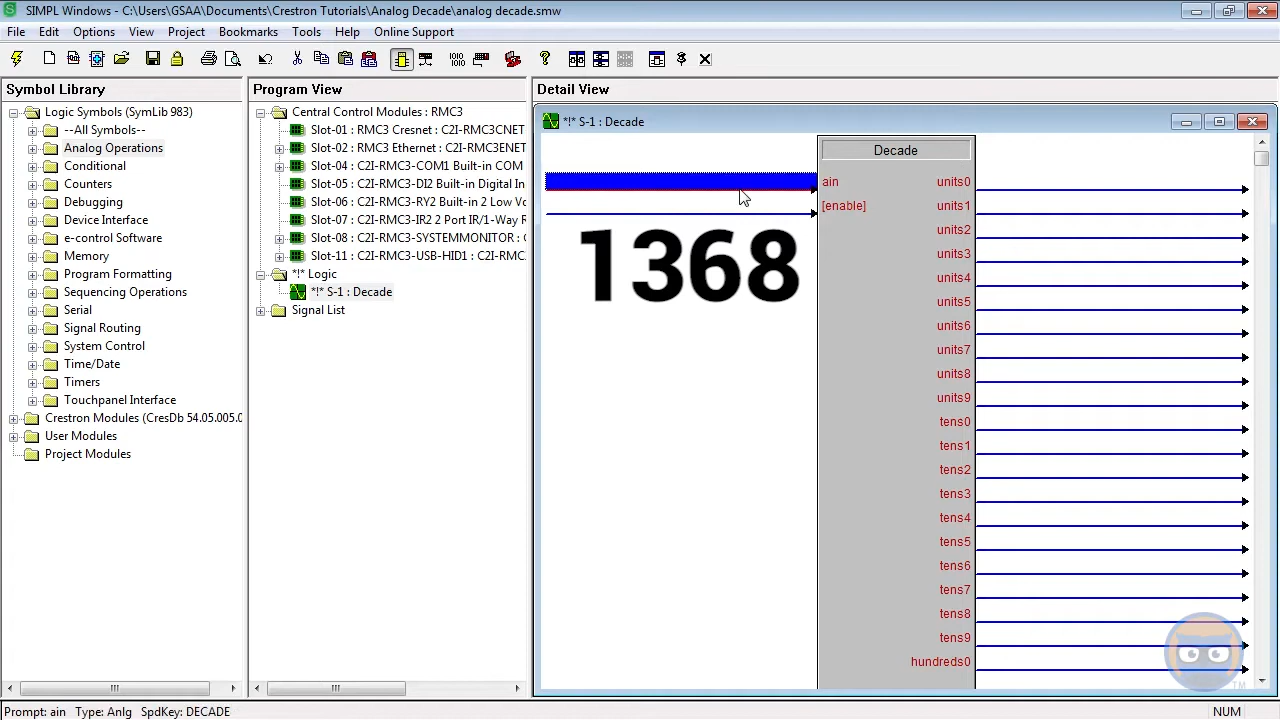 SIMPL Windows - C:\Users\GSAA\Documents\Crestron Tutorials\Analog Decade\analog decade.smw
File Edit Options View Project Bookmarks Tools Help Online Support
Symbol Library
Logic Symbols (SymLib 983)
--All Symbols--
Analog Operations
Conditional
Counters
Debugging
Device Interface
e-control Software
Memory
Program Formatting
Sequencing Operations
Serial
Signal Routing
System Control
Time/Date
Timers
Touchpanel Interface
Crestron Modules (CresDb 54.05.005.0
User Modules
Project Modules
Program View
Central Control Modules : RMC3
Slot-01 : RMC3 Cresnet : C2I-RMC3CNET
Slot-02 : RMC3 Ethernet : C2I-RMC3ENET
Slot-04 : C2I-RMC3-COM1 Built-in COM
Slot-05 : C2I-RMC3-DI2 Built-in Digital In
Slot-06 : C2I-RMC3-RY2 Built-in 2 Low Vo
Slot-07 : C2I-RMC3-IR2 2 Port IR/1-Way R
Slot-08 : C2I-RMC3-SYSTEMMONITOR : C
Slot-11 : C2I-RMC3-USB-HID1 : C2I-RMC
*!* Logic
*!* S-1 : Decade
Signal List
Detail View
*!* S-1 : Decade
Decade
ain units0
[enable] units1
units2
units3
units4
units5
units6
units7
units8
units9
tens0
tens1
tens2
tens3
tens4
tens5
tens6
tens7
tens8
tens9
hundreds0
1368
TM
Prompt: ain Type: Anlg SpdKey: DECADE
NUM